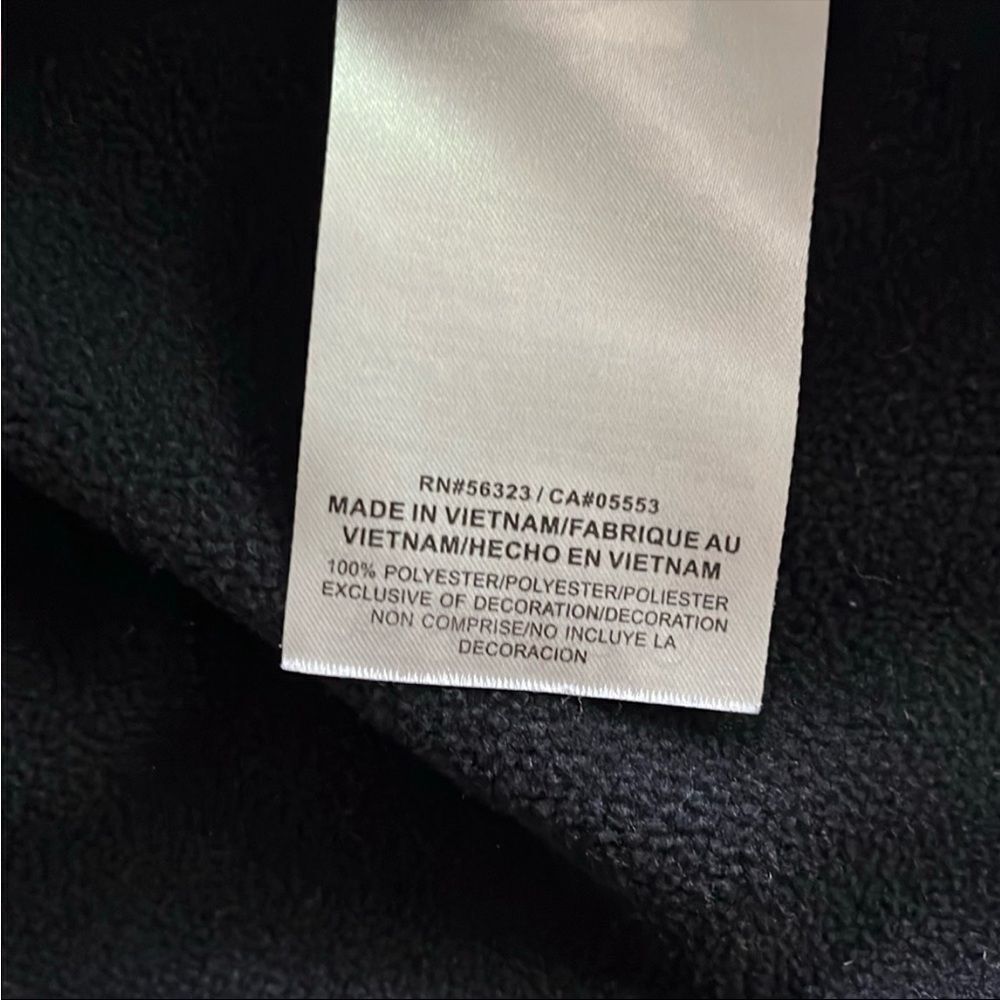 RN#56323 / CA#05553
MADE IN VIETNAM/FABRIQUE AU
VIETNAM/HECHO EN VIETNAM
100% POLYESTER/POLYESTER/POLIESTER
EXCLUSIVE OF DECORATION/DECORATION
NON COMPRISE/NO INCLUYE LA
DECORACION